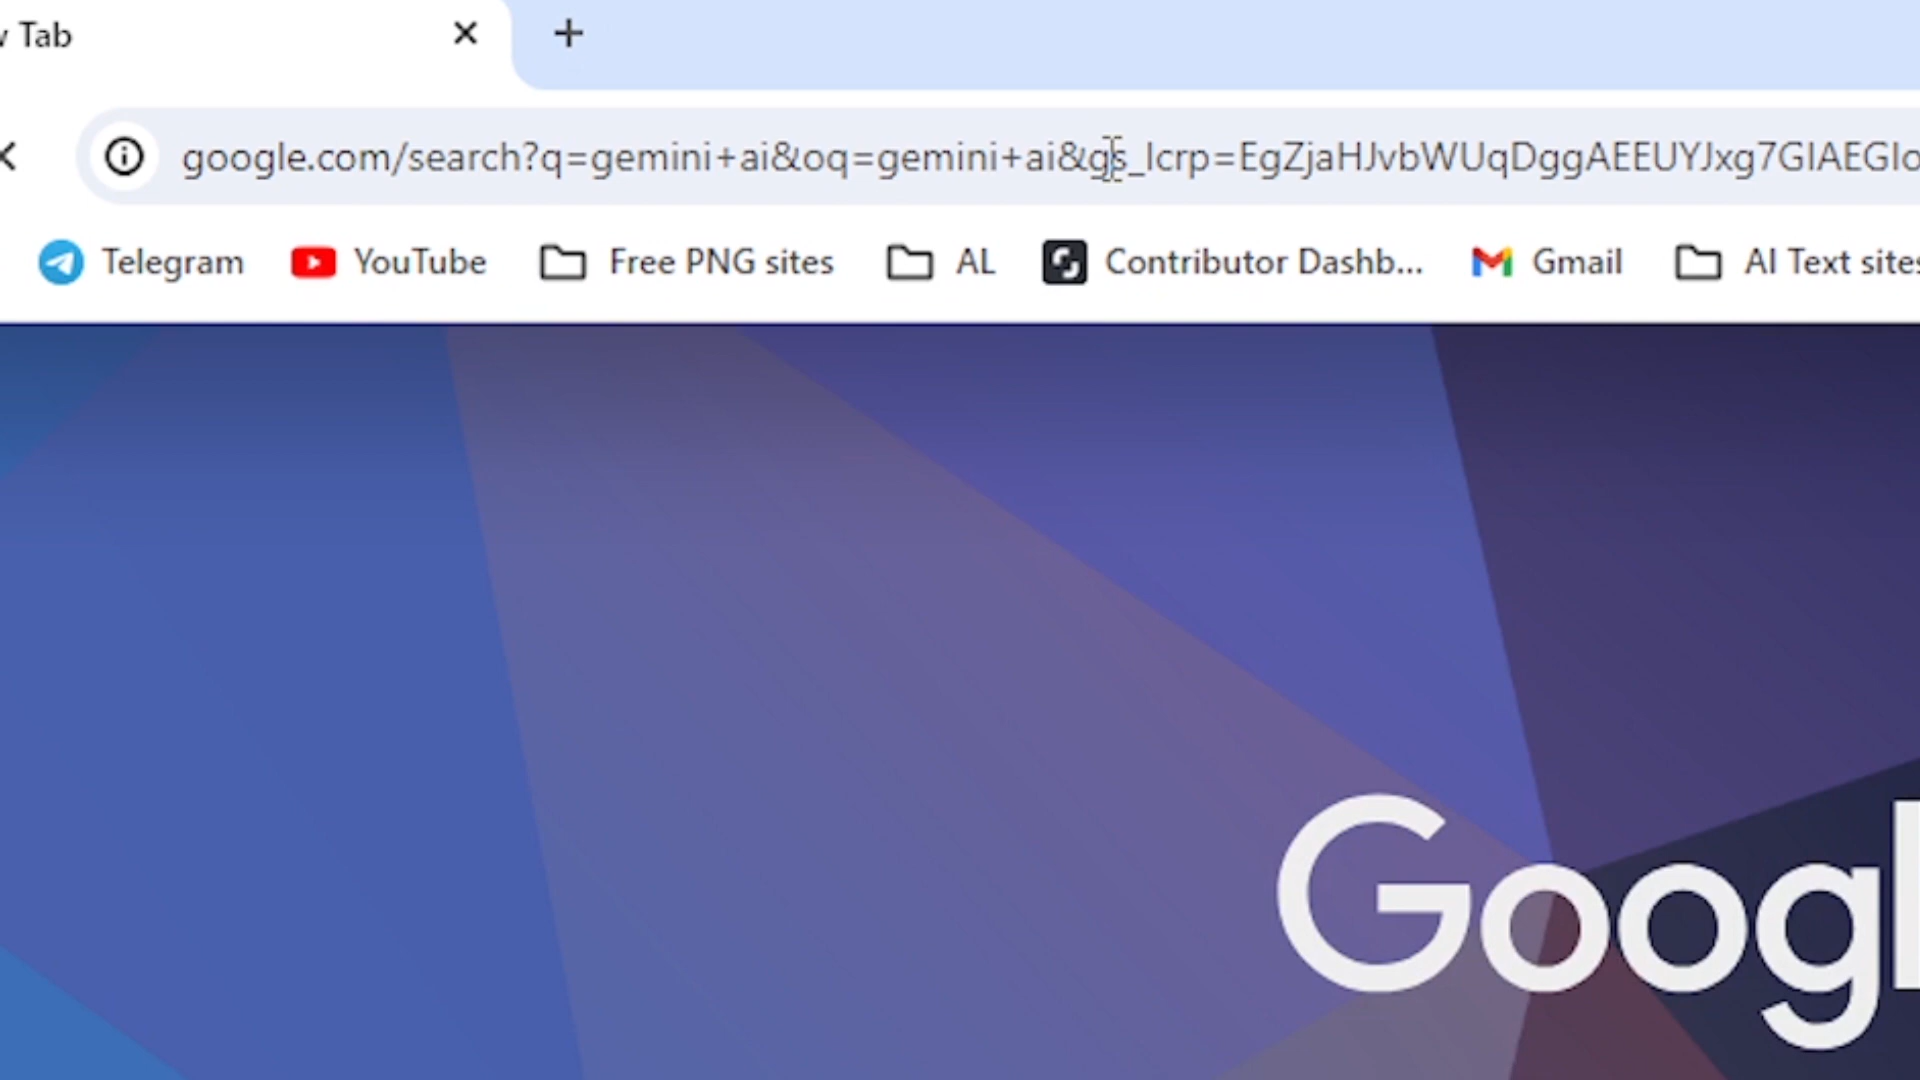 Tab
google.com/search?q=gemini+ai&oq=gemini+ai&gs_lcrp=EgZjaHJvbWUqDggAEEUYJxg7GIAEGIo
Telegram YouTube Free PNG sites AL Contributor Dashb... Gmail AI Text sites
Googl